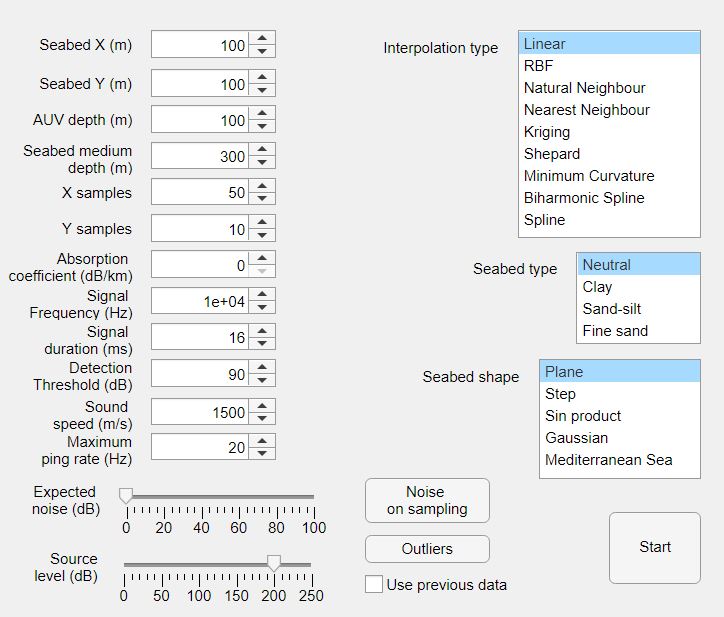 Seabed X (m)
100
Seabed Y (m)
100
AUV depth (m)
100
Seabed medium
depth (m)
300
X samples
50
Y samples
10
Absorption
coefficient (dB/km)
0
Signal
Frequency (Hz)
1e+04
Signal
duration (ms)
16
Detection
Threshold (dB)
90
Sound
speed (m/s)
1500
Maximum
ping rate (Hz)
20
Expected
noise (dB)
0 20 40 60 80 100
Source
level (dB)
0 50 100 150 200 250
Interpolation type
Linear
RBF
Natural Neighbour
Nearest Neighbour
Kriging
Shepard
Minimum Curvature
Biharmonic Spline
Spline
Seabed type
Neutral
Clay
Sand-silt
Fine sand
Seabed shape
Plane
Step
Sin product
Gaussian
Mediterranean Sea
Noise
on sampling
Outliers
Use previous data
Start